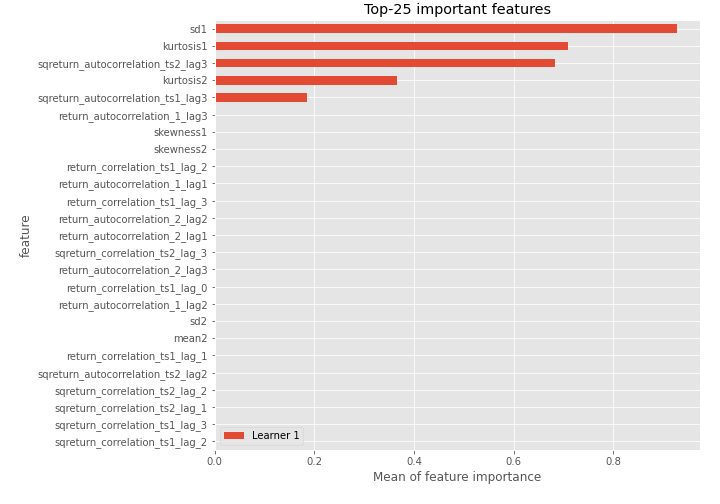 Top-25 important features
sd1
kurtosis1
sqreturn_autocorrelation_ts2_lag3
kurtosis2
sqreturn_autocorrelation_ts1_lag3
return_autocorrelation_1_lag3
skewness1
skewness2
return_correlation_ts1_lag_2
return_autocorrelation_1_lag1
return_correlation_ts1_lag_3
return_autocorrelation_2_lag2
return_autocorrelation_2_lag1
sqreturn_correlation_ts2_lag_3
return_autocorrelation_2_lag3
return_correlation_ts1_lag_0
return_autocorrelation_1_lag2
sd2
mean2
return_correlation_ts1_lag_1
sqreturn_autocorrelation_ts2_lag2
sqreturn_correlation_ts2_lag_2
sqreturn_correlation_ts2_lag_1
sqreturn_correlation_ts1_lag_3
sqreturn_correlation_ts1_lag_2
feature
Learner 1
0.0 0.2 0.4 0.6 0.8
Mean of feature importance